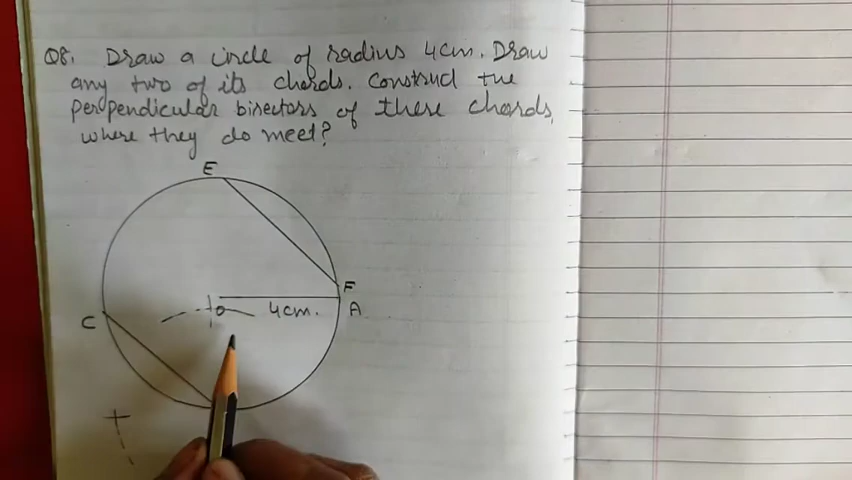 Q8. Draw a circle of radius 4cm. Draw
any two of its chords. Construct the
perpendicular bisectors of these chords,
where they do meet?
E
F
O
4cm.
A
C